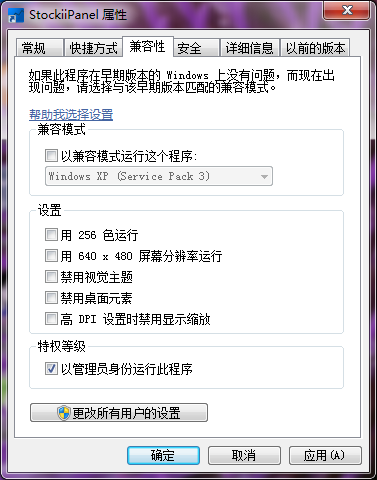 StockiiPanel 属性
常规 快捷方式 兼容性 安全 详细信息 以前的版本
如果此程序在早期版本的 Windows 上没有问题，而现在出
现问题，请选择与该早期版本匹配的兼容模式。
帮助我选择设置
兼容模式
以兼容模式运行这个程序:
Windows XP (Service Pack 3)
设置
用 256 色运行
用 640 x 480 屏幕分辨率运行
禁用视觉主题
禁用桌面元素
高 DPI 设置时禁用显示缩放
特权等级
以管理员身份运行此程序
更改所有用户的设置
确定 取消 应用(A)